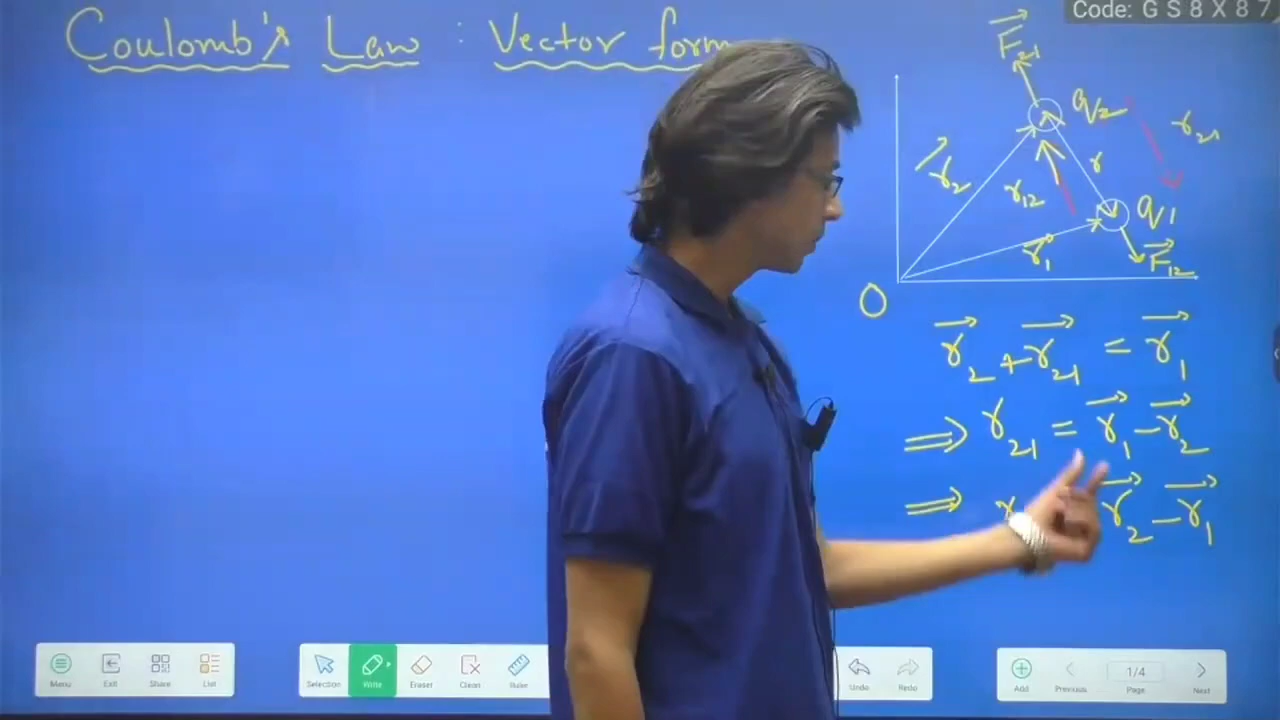 Coulomb's Law : Vector form
Code: G S 8 X 8 7
F₂₁
q₂
r₂₁
r
r₂
r₁₂
q₁
r₁
F₁₂
O
r₂ + r₂₁ = r₁
⇒ r₂₁ = r₁ − r₂
⇒ r r₂ − r₁
Menu Exit Share List Selection Write Eraser Clean Ruler Undo Redo Add Previous 1/4 Page Next